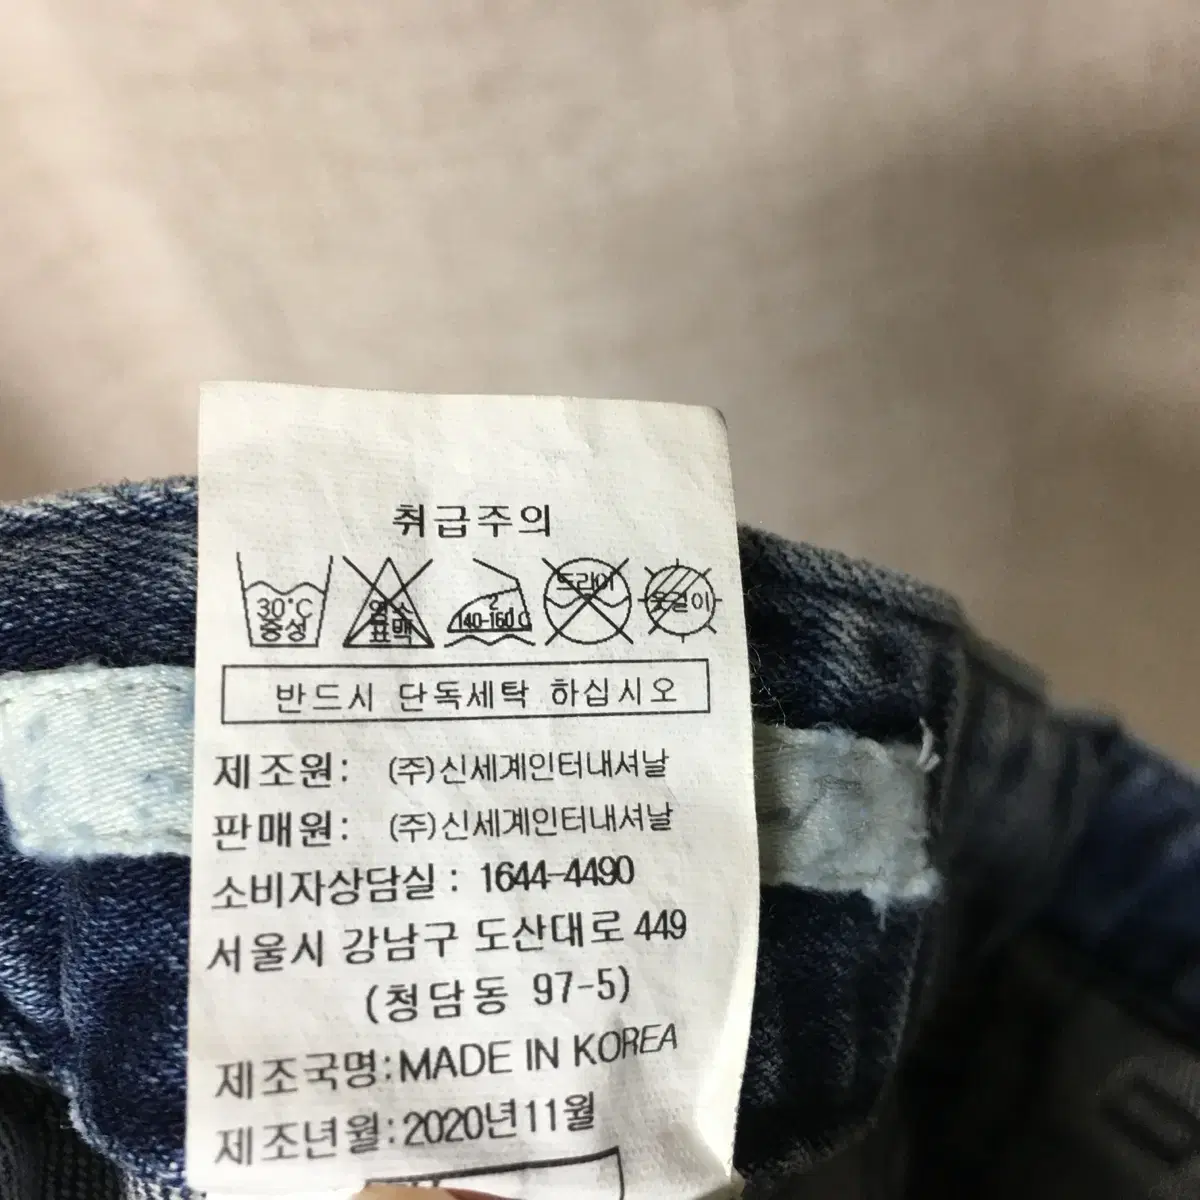 취급주의
30°C
중성
염소
표백
2
140-160°C
드라이
옷걸이
반드시 단독세탁 하십시오
제조원: (주)신세계인터내셔날
판매원: (주)신세계인터내셔날
소비자상담실 : 1644-4490
서울시 강남구 도산대로 449
(청담동 97-5)
제조국명:MADE IN KOREA
제조년월:2020년11월